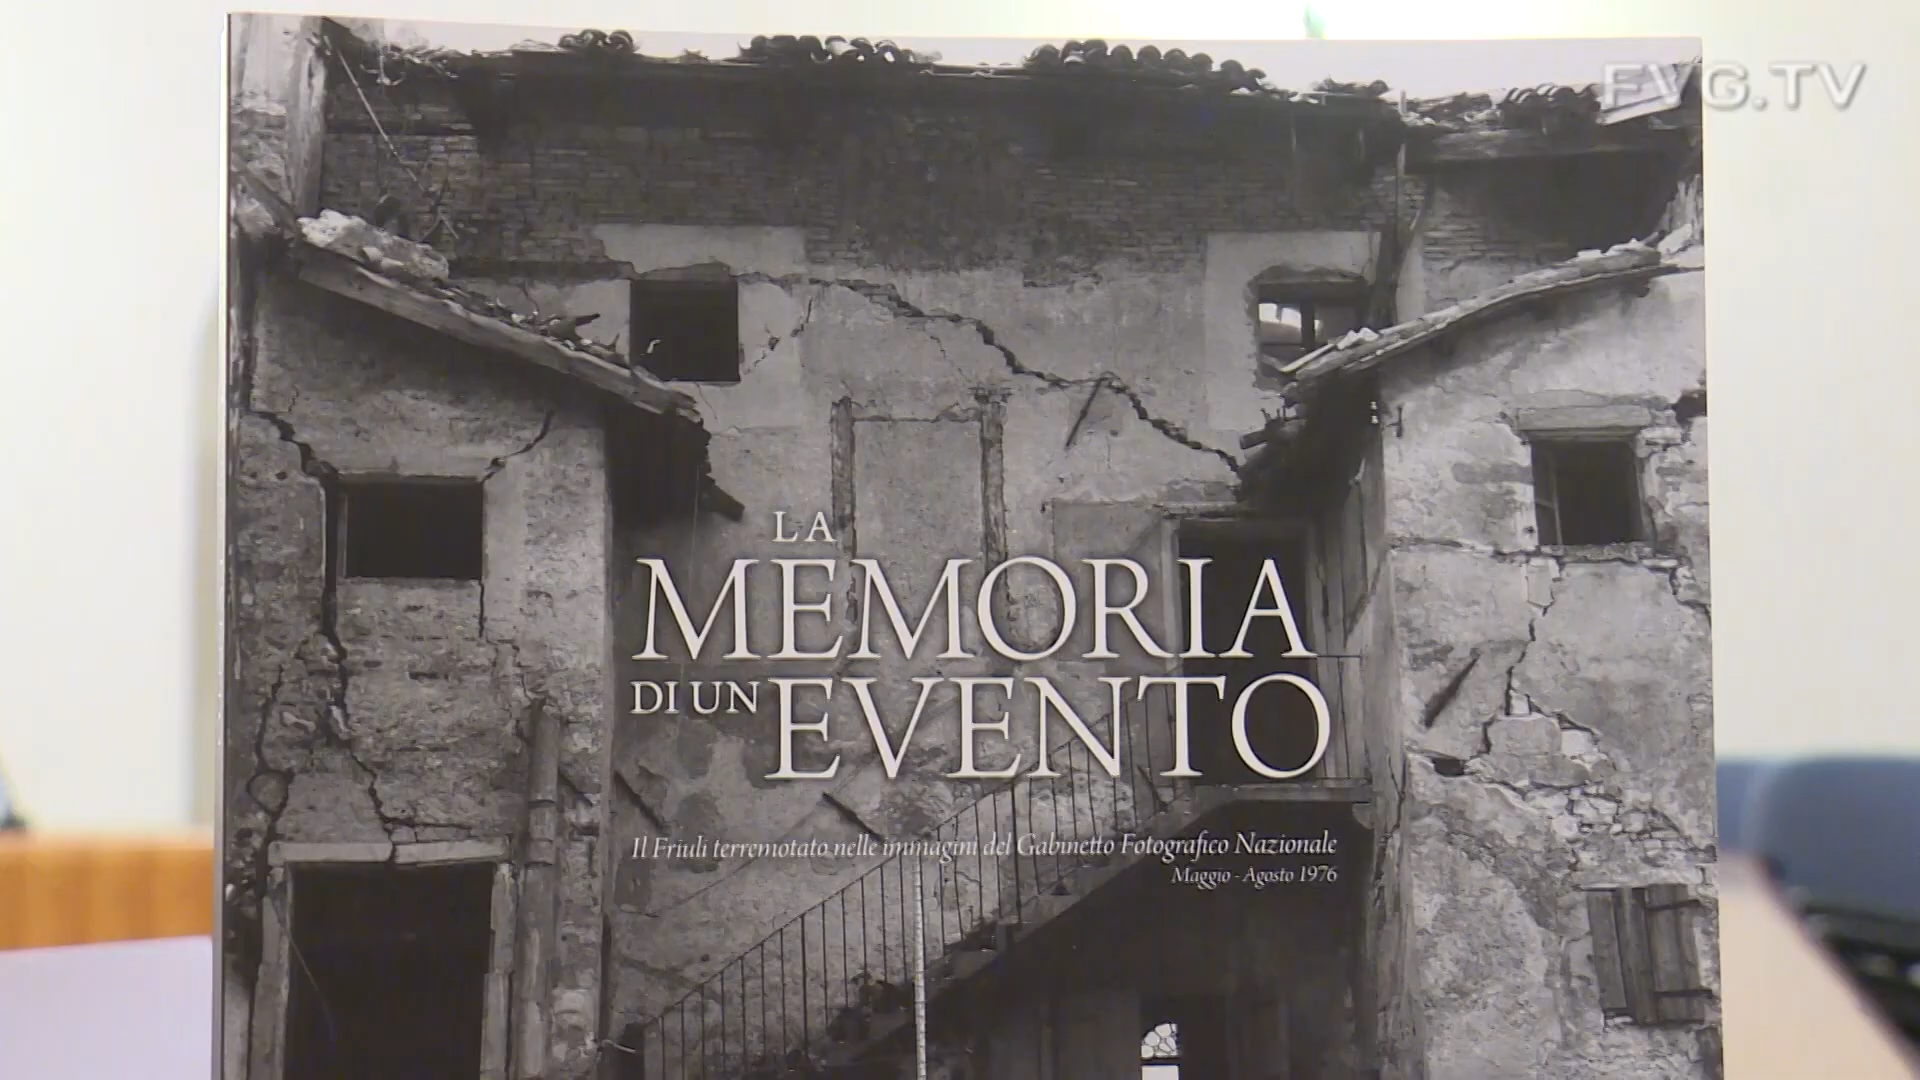 FVG.TV
LA
MEMORIA
DI UN EVENTO
Il Friuli terremotato nelle immagini del Gabinetto Fotografico Nazionale
Maggio - Agosto 1976